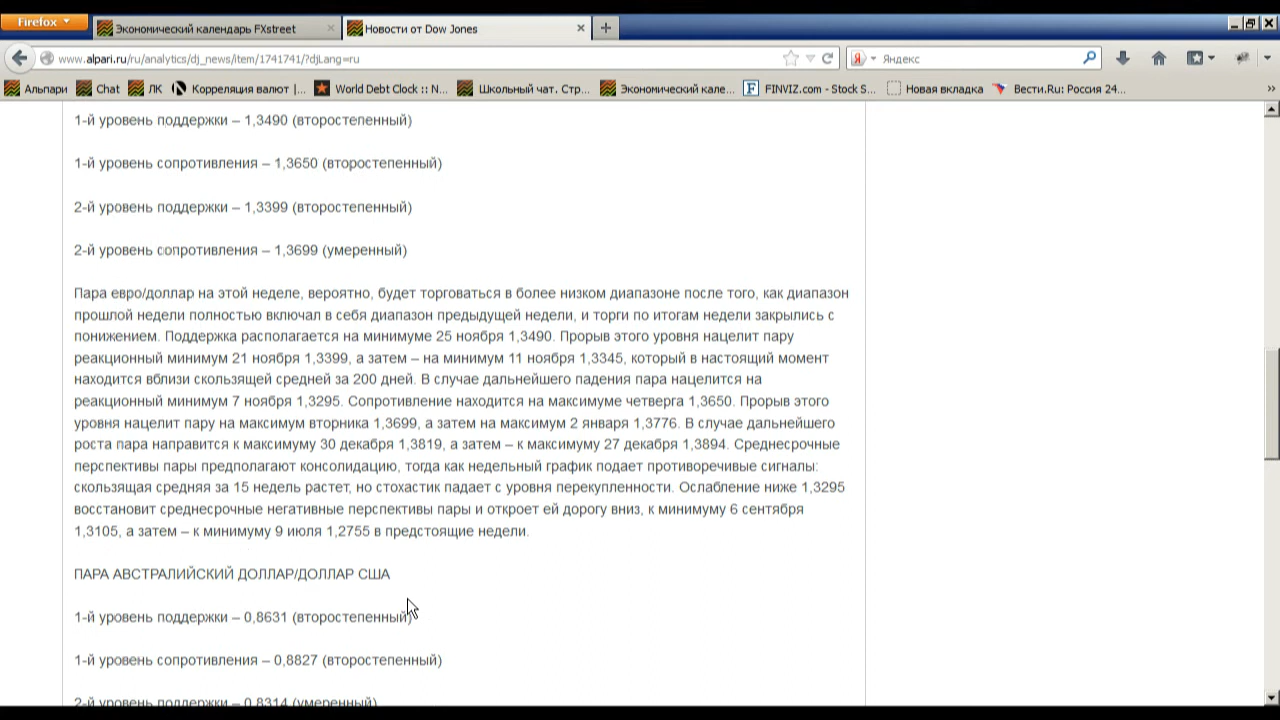 Firefox
Экономический календарь FXstreet
Новости от Dow Jones
www.alpari.ru/ru/analytics/dj_news/item/1741741/?djLang=ru
Яндекс
Альпари
Chat
ЛК
Корреляция валют |...
World Debt Clock :: N...
Школьный чат. Стр...
Экономический кале...
FINVIZ.com - Stock S...
Новая вкладка
Вести.Ru: Россия 24...
1-й уровень поддержки – 1,3490 (второстепенный)
1-й уровень сопротивления – 1,3650 (второстепенный)
2-й уровень поддержки – 1,3399 (второстепенный)
2-й уровень сопротивления – 1,3699 (умеренный)
Пара евро/доллар на этой неделе, вероятно, будет торговаться в более низком диапазоне после того, как диапазон
прошлой недели полностью включал в себя диапазон предыдущей недели, и торги по итогам недели закрылись с
понижением. Поддержка располагается на минимуме 25 ноября 1,3490. Прорыв этого уровня нацелит пару
реакционный минимум 21 ноября 1,3399, а затем – на минимум 11 ноября 1,3345, который в настоящий момент
находится вблизи скользящей средней за 200 дней. В случае дальнейшего падения пара нацелится на
реакционный минимум 7 ноября 1,3295. Сопротивление находится на максимуме четверга 1,3650. Прорыв этого
уровня нацелит пару на максимум вторника 1,3699, а затем на максимум 2 января 1,3776. В случае дальнейшего
роста пара направится к максимуму 30 декабря 1,3819, а затем – к максимуму 27 декабря 1,3894. Среднесрочные
перспективы пары предполагают консолидацию, тогда как недельный график подает противоречивые сигналы:
скользящая средняя за 15 недель растет, но стохастик падает с уровня перекупленности. Ослабление ниже 1,3295
восстановит среднесрочные негативные перспективы пары и откроет ей дорогу вниз, к минимуму 6 сентября
1,3105, а затем – к минимуму 9 июля 1,2755 в предстоящие недели.
ПАРА АВСТРАЛИЙСКИЙ ДОЛЛАР/ДОЛЛАР США
1-й уровень поддержки – 0,8631 (второстепенный)
1-й уровень сопротивления – 0,8827 (второстепенный)
2-й уровень поддержки – 0,8314 (умеренный)